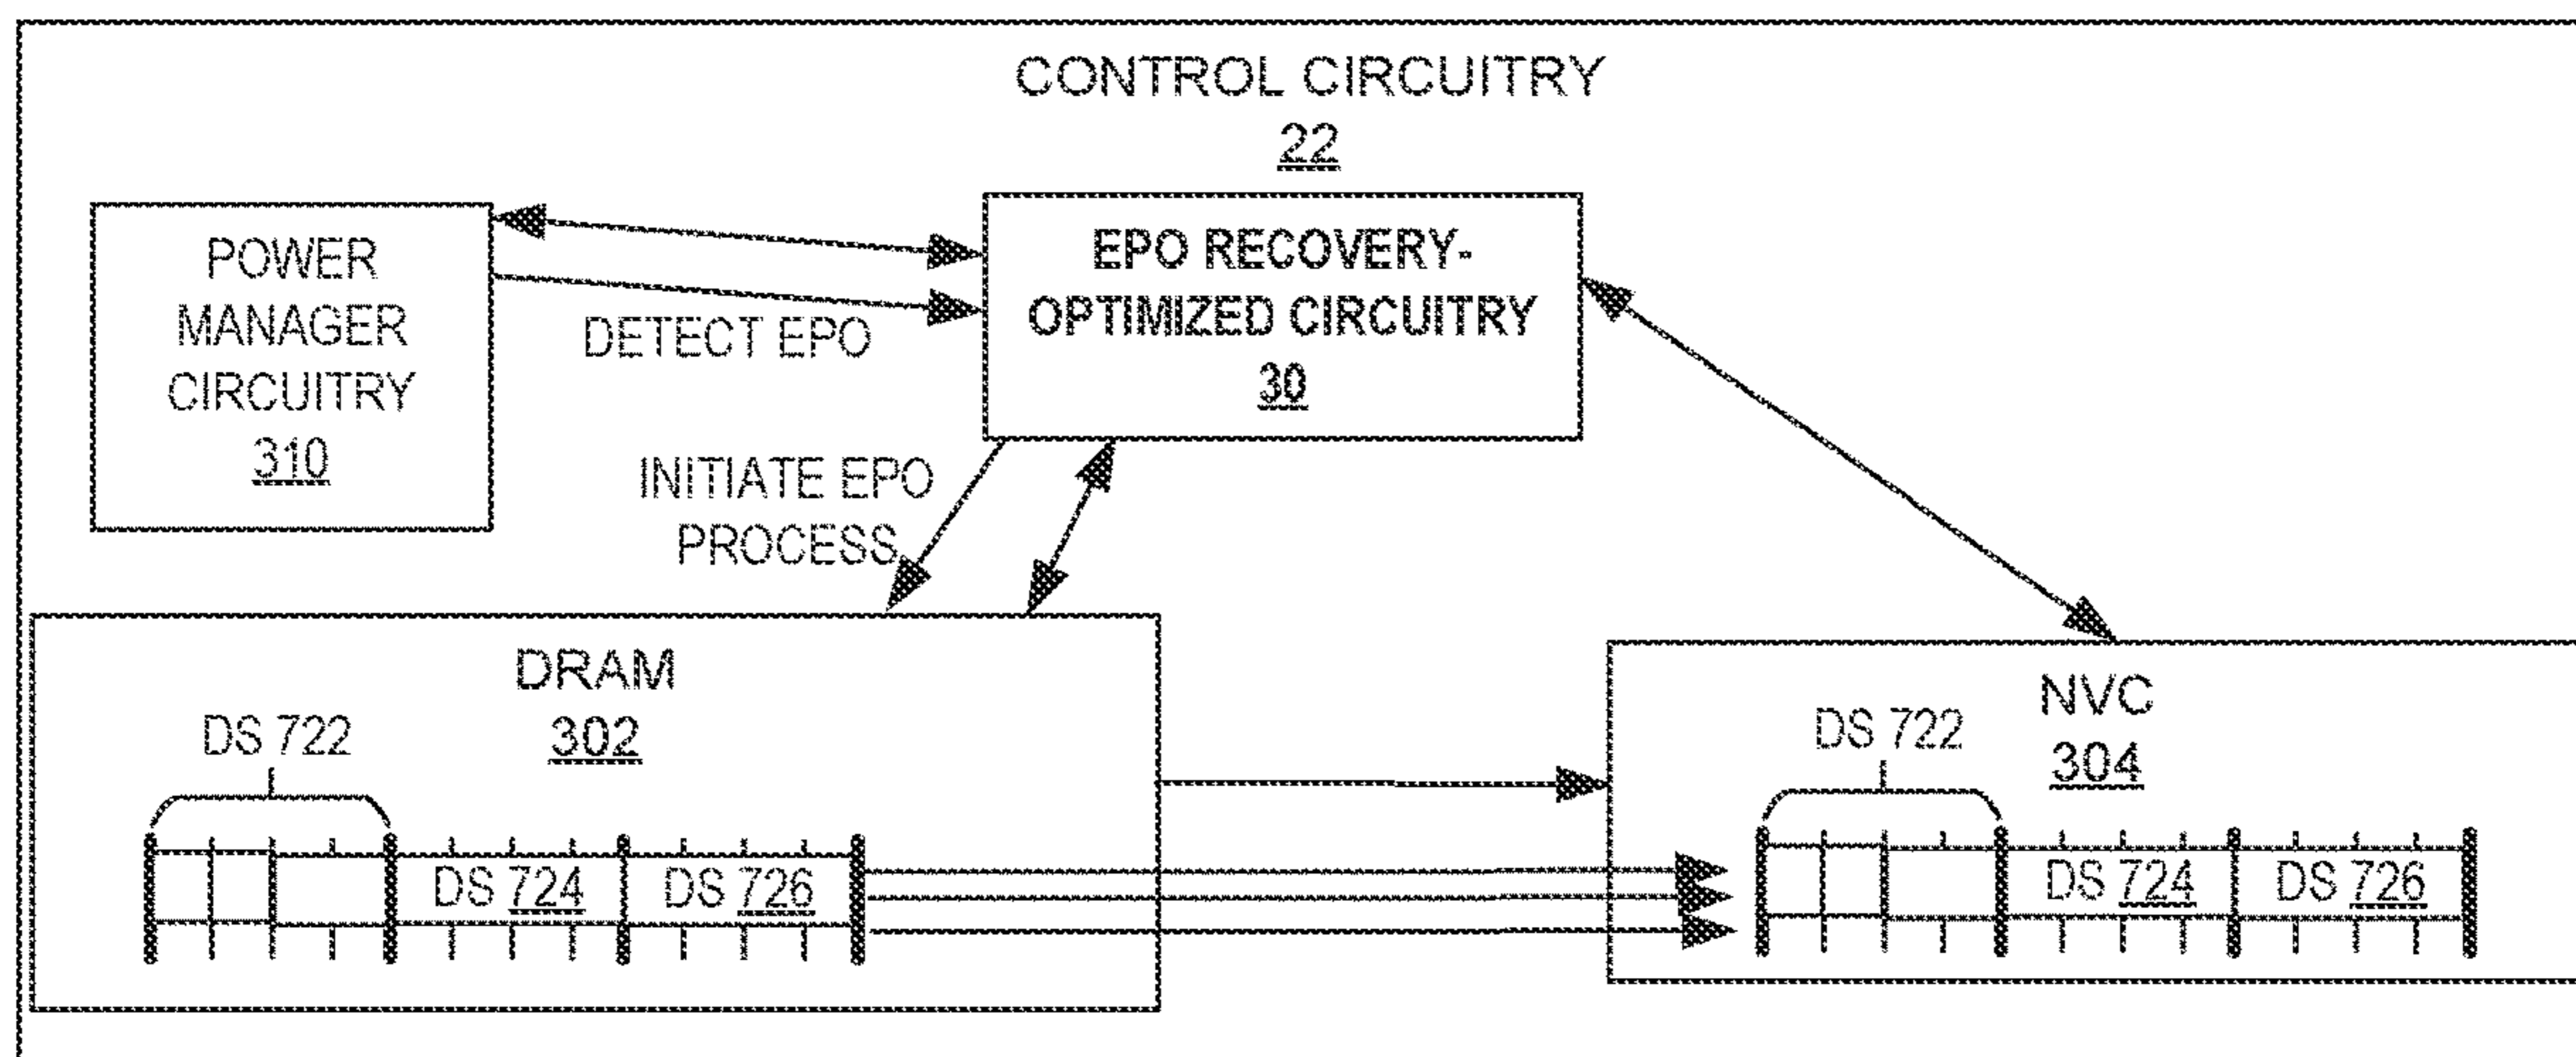 CONTROL CIRCUITRY
22
POWER
MANAGER
CIRCUITRY
310
EPO RECOVERY-
OPTIMIZED CIRCUITRY
30
DETECT EPO
INITIATE EPO
PROCESS
DRAM
302
DS 722
DS 724
DS 726
NVC
304
DS 722
DS 724
DS 726